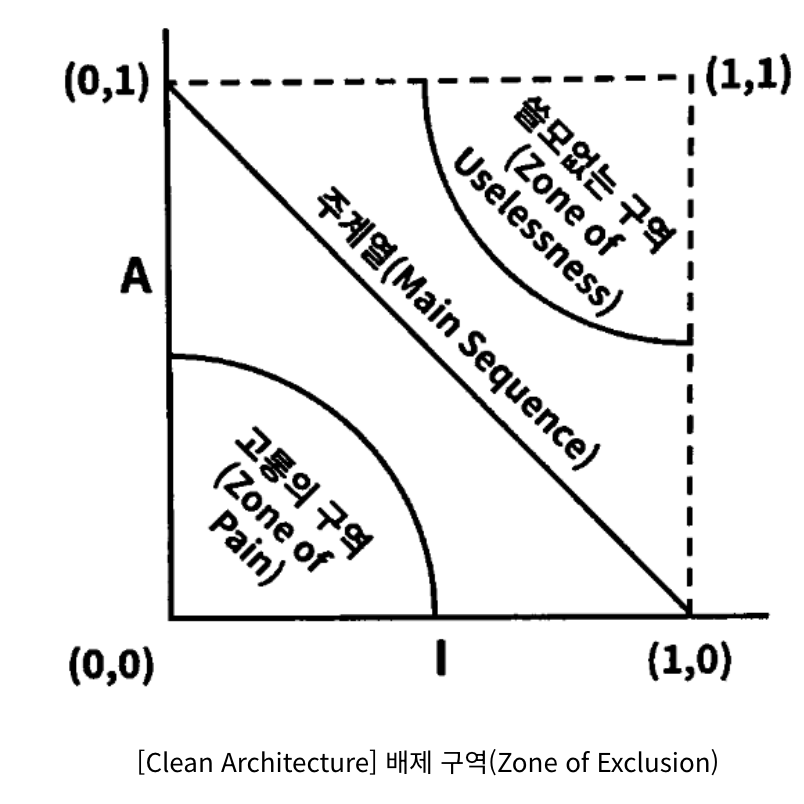 (0,1)
(1,1)
쓸모없는 구역
(Zone of
Uselessness)
주계열(Main Sequence)
A
고통의 구역
(Zone of
Pain)
(0,0)
I
(1,0)
[Clean Architecture] 배제 구역(Zone of Exclusion)